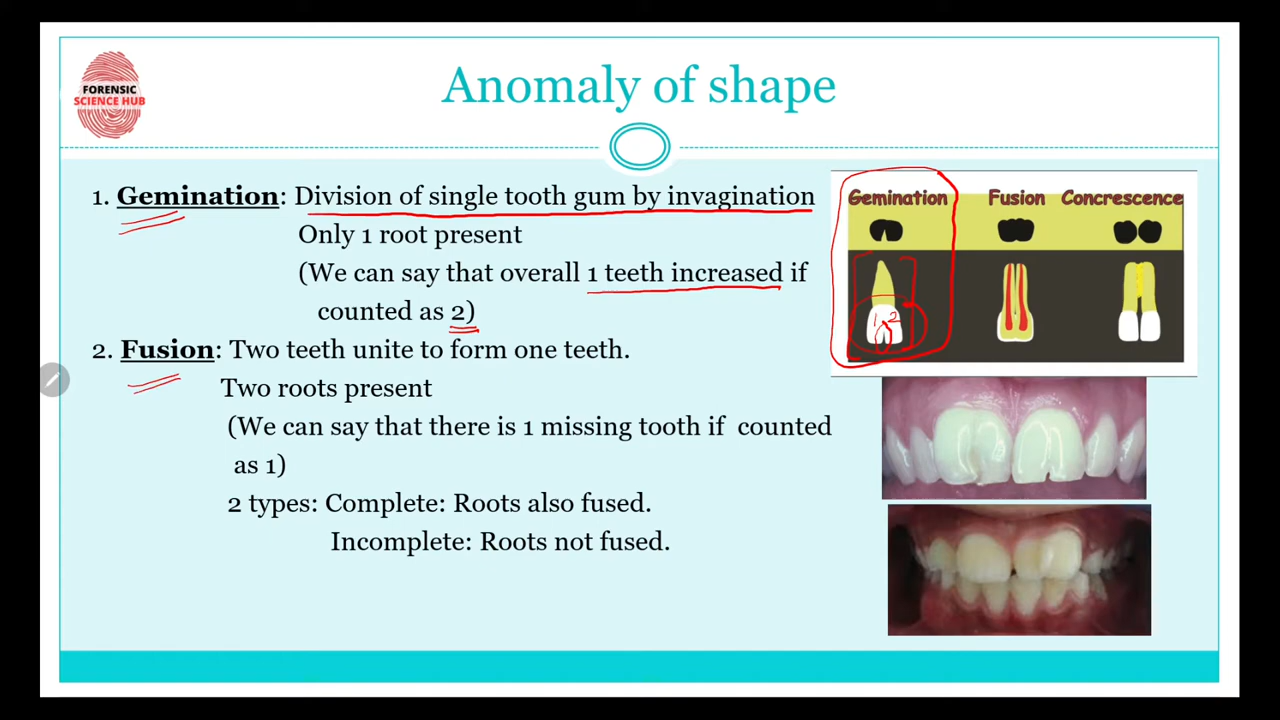 FORENSIC
SCIENCE HUB
Anomaly of shape
1. Gemination: Division of single tooth gum by invagination
Only 1 root present
(We can say that overall 1 teeth increased if
counted as 2)
2. Fusion: Two teeth unite to form one teeth.
Two roots present
(We can say that there is 1 missing tooth if counted
as 1)
2 types: Complete: Roots also fused.
Incomplete: Roots not fused.
Gemination Fusion Concrescence
1 2